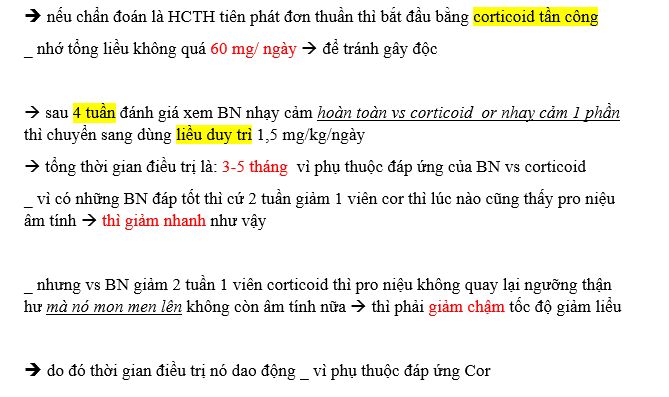 ➔ nếu chẩn đoán là HCTH tiên phát đơn thuần thì bắt đầu bằng corticoid tần công
_ nhớ tổng liều không quá 60 mg/ ngày ➔ để tránh gây độc
➔ sau 4 tuần đánh giá xem BN nhạy cảm hoàn toàn vs corticoid or nhay cảm 1 phần
thì chuyển sang dùng liều duy trì 1,5 mg/kg/ngày
➔ tổng thời gian điều trị là: 3-5 tháng vì phụ thuộc đáp ứng của BN vs corticoid
_ vì có những BN đáp tốt thì cứ 2 tuần giảm 1 viên cor thì lúc nào cũng thấy pro niệu
âm tính ➔ thì giảm nhanh như vậy
_ nhưng vs BN giảm 2 tuần 1 viên corticoid thì pro niệu không quay lại ngưỡng thận
hư mà nó mon men lên không còn âm tính nữa ➔ thì phải giảm chậm tốc độ giảm liều
➔ do đó thời gian điều trị nó dao động _ vì phụ thuộc đáp ứng Cor